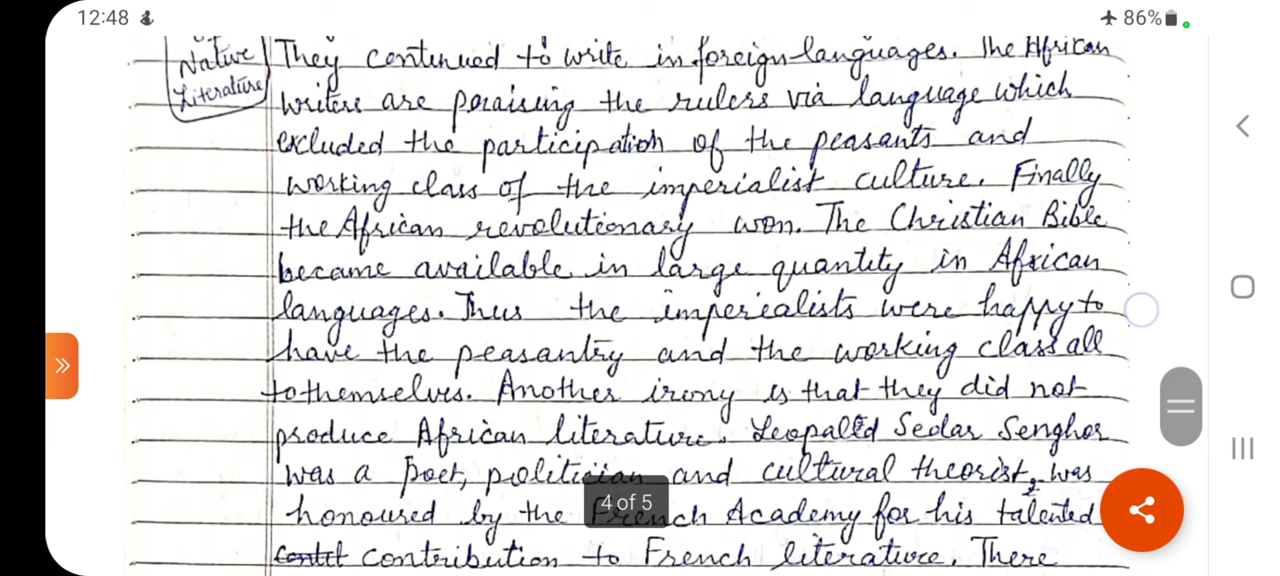 12:48
86%
Native
Literature
They continued to write in foreign languages. The African
writers are poraising the rulers via language which
excluded the participation of the peasants and
working class of the imperialist culture. Finally
the African revolutionary won. The Christian Bible
became available in large quantity in African
languages. Thus the imperialists were happy to
have the peasantry and the working class all
to themselves. Another irony is that they did not
produce African literature. Leopalld Sedar Senghor
was a poet, politician and cultural theorist, was
honoured by the French Academy for his talented
contribution to French literature. There
4 of 5